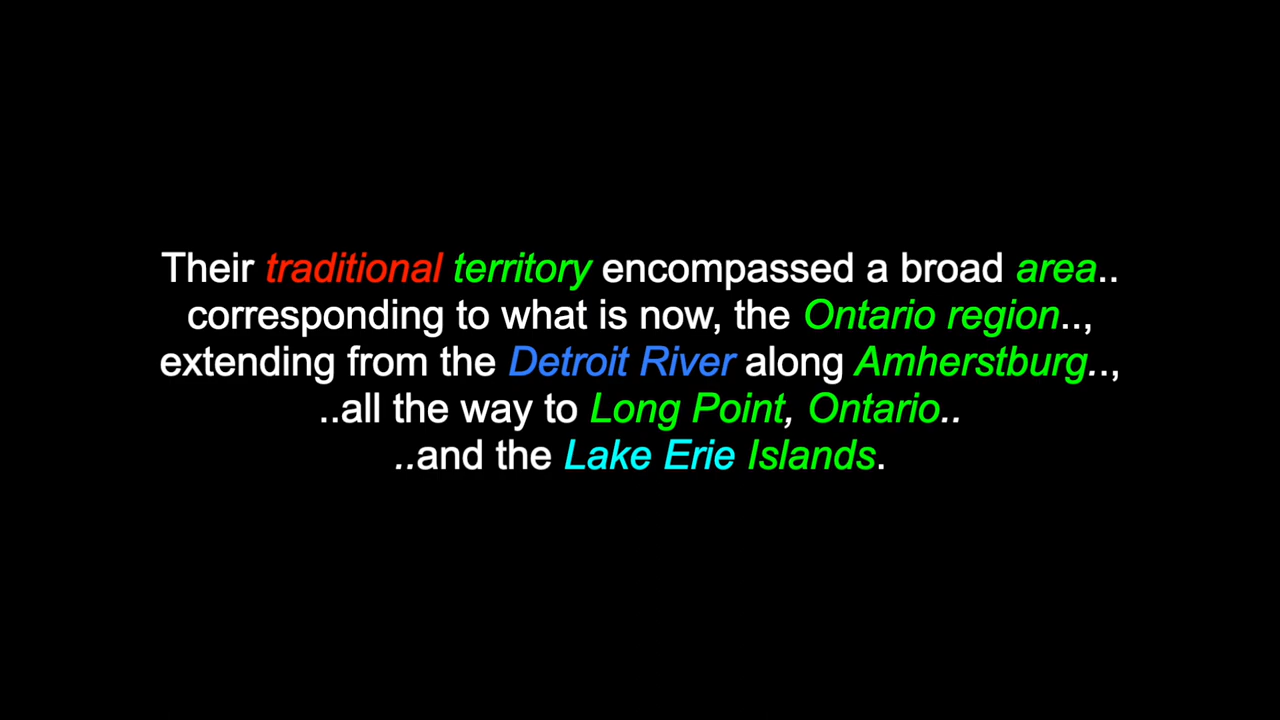 Their traditional territory encompassed a broad area..
corresponding to what is now, the Ontario region..,
extending from the Detroit River along Amherstburg..,
..all the way to Long Point, Ontario..
..and the Lake Erie Islands.